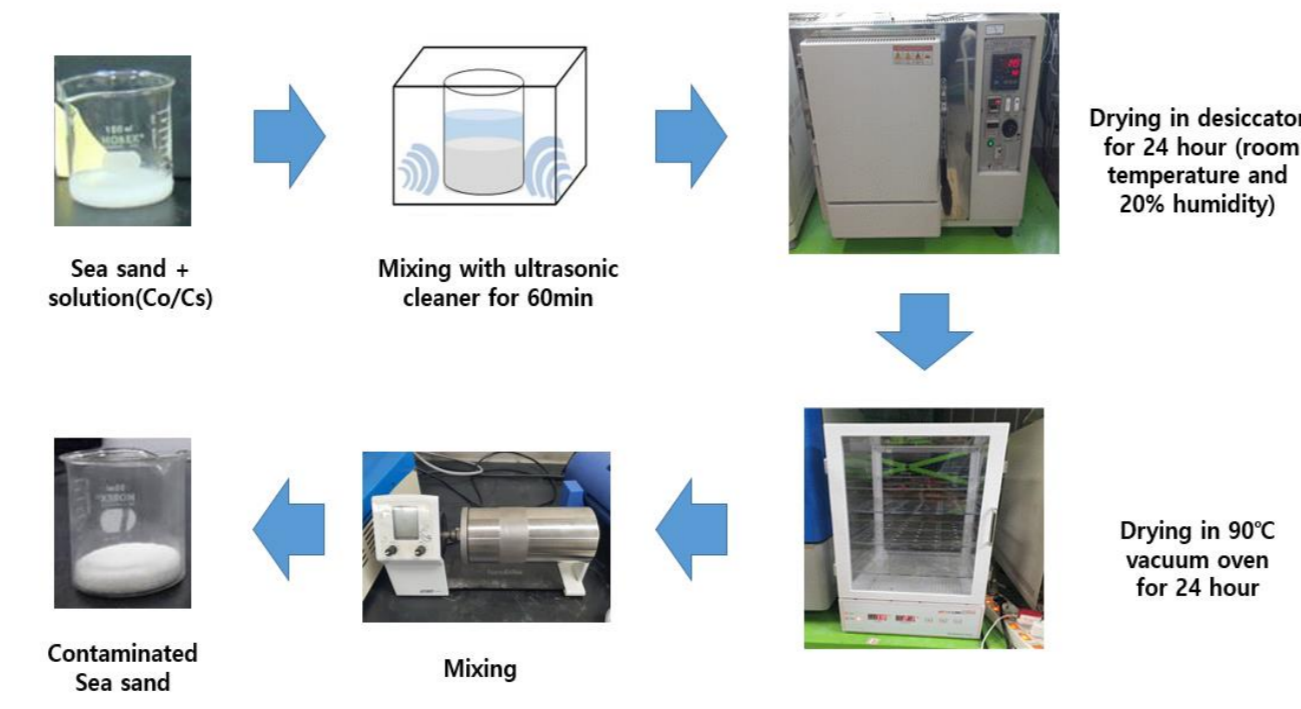 Sea sand +
solution(Co/Cs)
Mixing with ultrasonic
cleaner for 60min
Drying in desiccator
for 24 hour (room
temperature and
20% humidity)
Drying in 90℃
vacuum oven
for 24 hour
Mixing
Contaminated
Sea sand